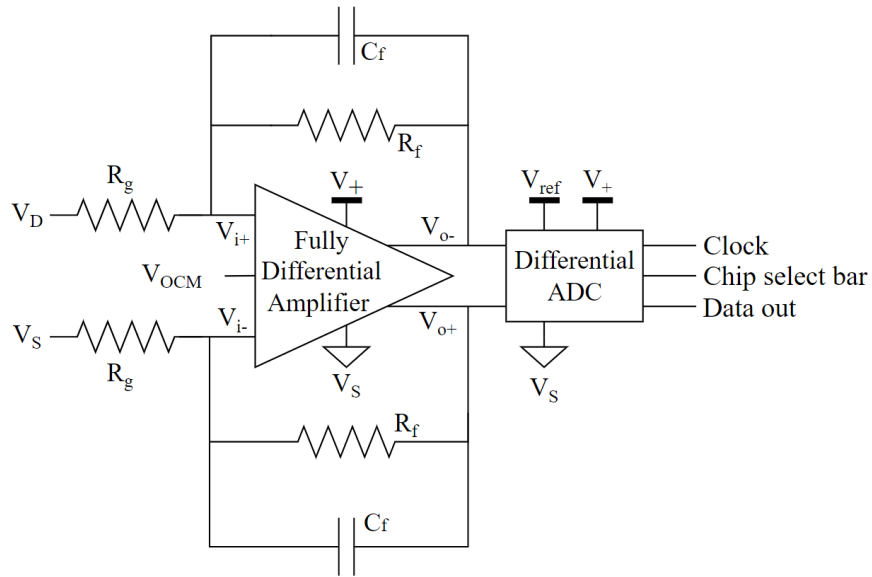 Cf
Rf
Rg
V+
Vref
V+
VD
Vi+
Vo-
Fully
Differential
Amplifier
Differential
ADC
Clock
Chip select bar
Data out
VOCM
VS
Vi-
Vo+
Rg
VS
VS
Rf
Cf